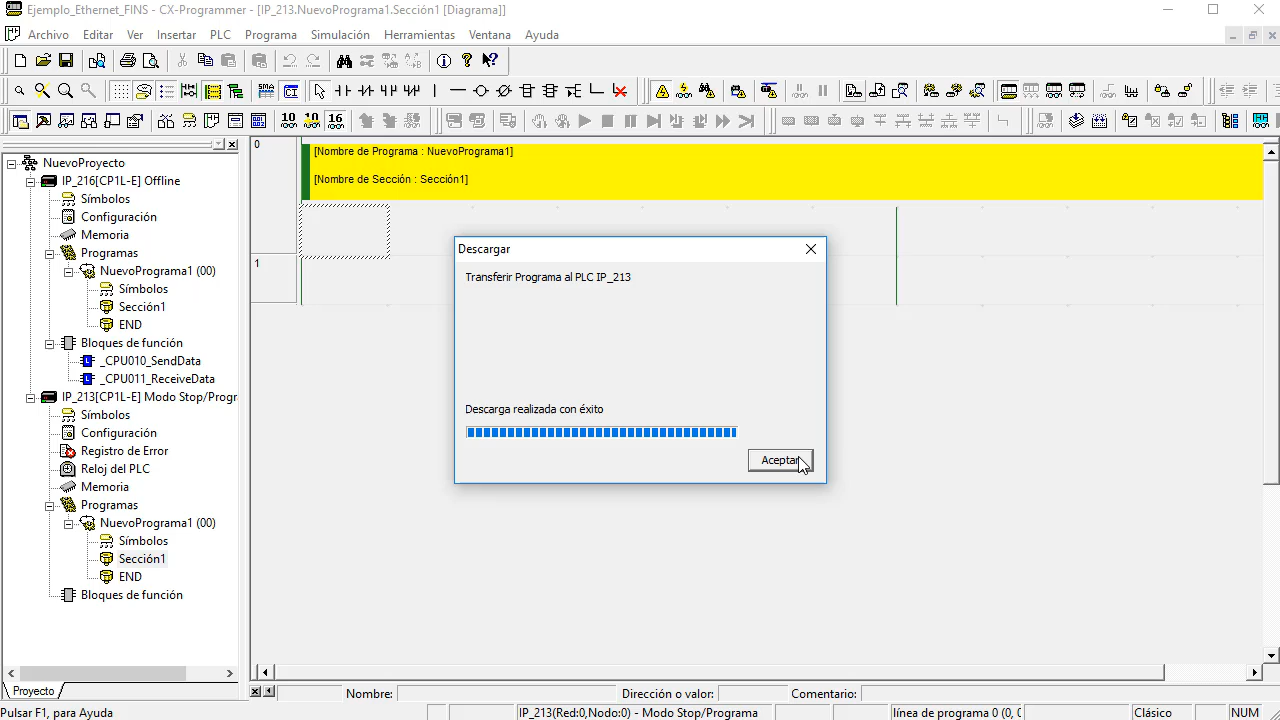 Ejemplo_Ethernet_FINS - CX-Programmer - [IP_213.NuevoPrograma1.Sección1 [Diagrama]]
Archivo Editar Ver Insertar PLC Programa Simulación Herramientas Ventana Ayuda
SMA
10 10 16
NuevoProyecto
IP_216[CP1L-E] Offline
Símbolos
Configuración
Memoria
Programas
NuevoPrograma1 (00)
Símbolos
Sección1
END
Bloques de función
_CPU010_SendData
_CPU011_ReceiveData
IP_213[CP1L-E] Modo Stop/Progr
Símbolos
Configuración
Registro de Error
Reloj del PLC
Memoria
Programas
NuevoPrograma1 (00)
Símbolos
Sección1
END
Bloques de función
Proyecto
0
[Nombre de Programa : NuevoPrograma1]
[Nombre de Sección : Sección1]
1
Descargar
Transferir Programa al PLC IP_213
Descarga realizada con éxito
Aceptar
Nombre: Dirección o valor: Comentario:
Pulsar F1, para Ayuda IP_213(Red:0,Nodo:0) - Modo Stop/Programa línea de programa 0 (0, 0 Clásico NUM